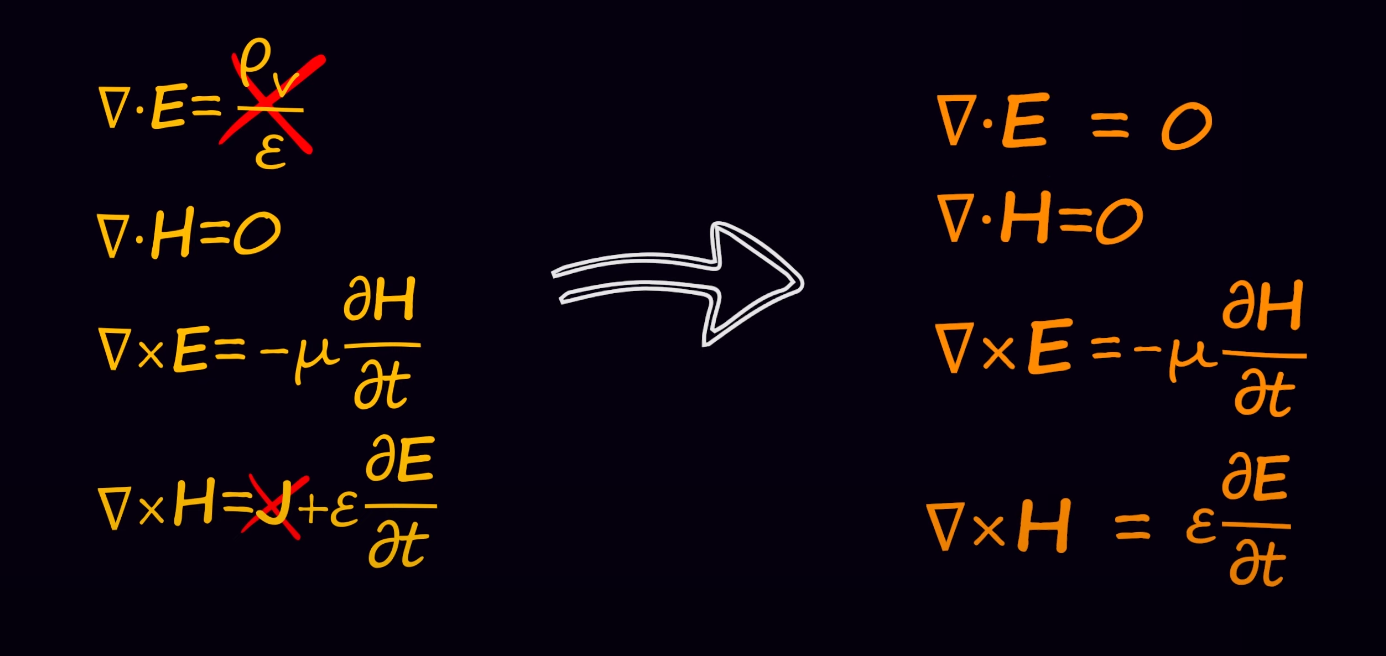 ∇·E = ρᵥ/ε
∇·H=0
∇×E= -μ ∂H/∂t
∇×H=J+ε ∂E/∂t
∇·E = 0
∇·H=0
∇×E =-μ ∂H/∂t
∇×H = ε ∂E/∂t